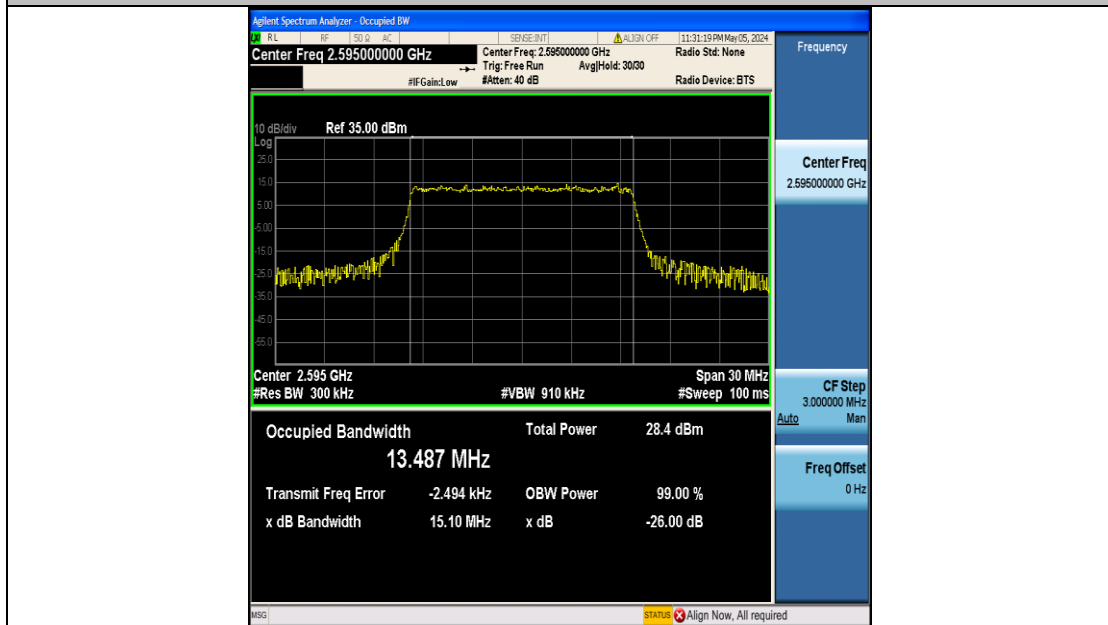 Agilent Spectrum Analyzer - Occupied BW
LXI RL RF 50 Ω AC SENSE:INT ALIGN OFF 11:31:19 PM May 05, 2024
Center Freq 2.595000000 GHz
Center Freq: 2.595000000 GHz Radio Std: None
Trig: Free Run Avg|Hold: 30/30
#IFGain:Low #Atten: 40 dB Radio Device: BTS
10 dB/div Ref 35.00 dBm
Log
25.0
15.0
5.00
-5.00
-15.0
-25.0
-35.0
-45.0
-55.0
Center 2.595 GHz Span 30 MHz
#Res BW 300 kHz #VBW 910 kHz #Sweep 100 ms
Occupied Bandwidth Total Power 28.4 dBm
13.487 MHz
Transmit Freq Error -2.494 kHz OBW Power 99.00 %
x dB Bandwidth 15.10 MHz x dB -26.00 dB
Frequency
Center Freq
2.595000000 GHz
CF Step
3.000000 MHz
Auto Man
Freq Offset
0 Hz
MSG STATUS Align Now, All required